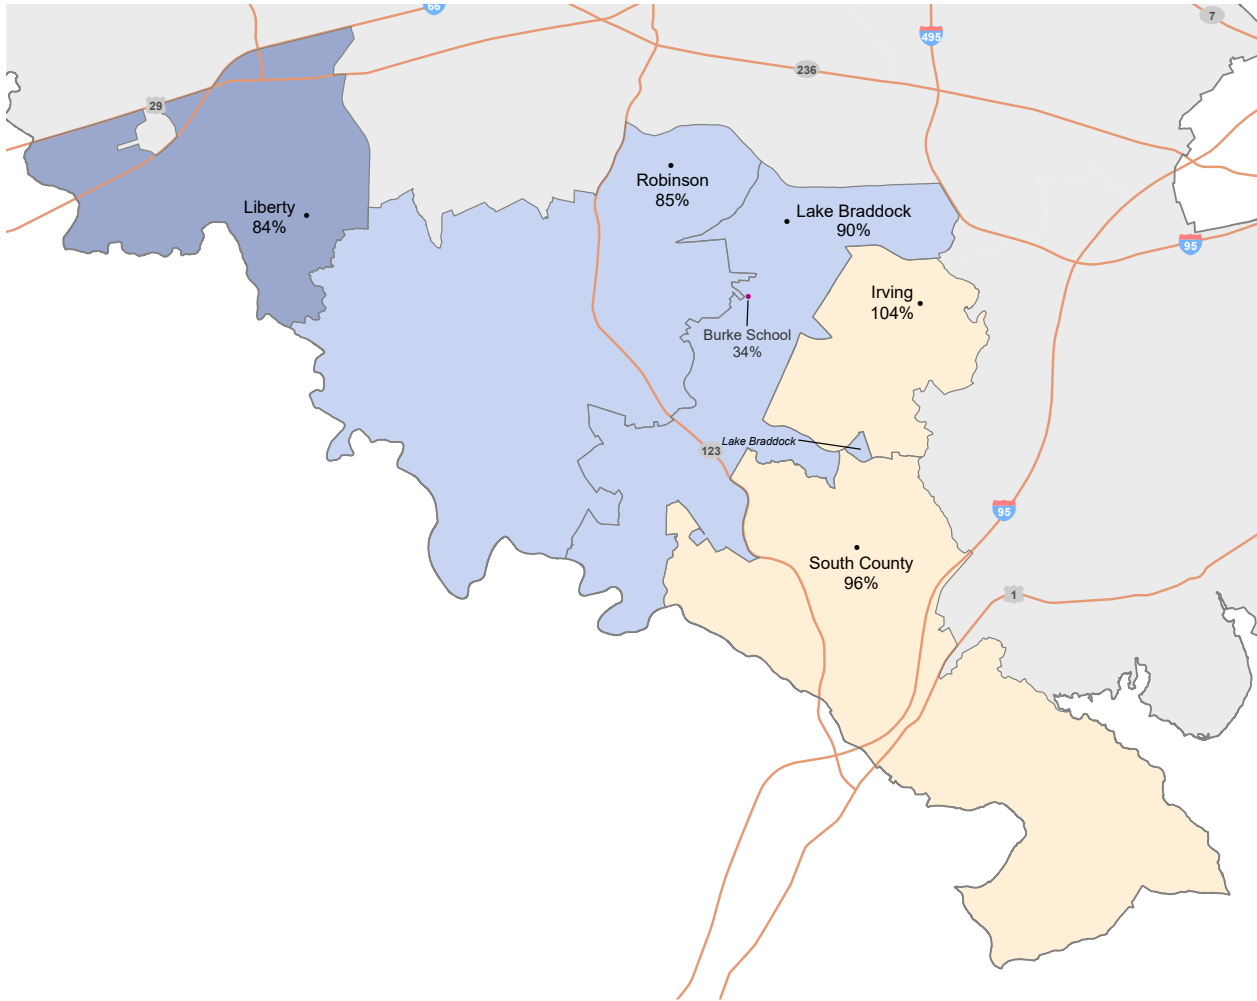 66
7
495
236
29
Robinson
85%
Liberty
84%
Lake Braddock
90%
95
Irving
104%
Burke School
34%
Lake Braddock
123
95
South County
96%
1